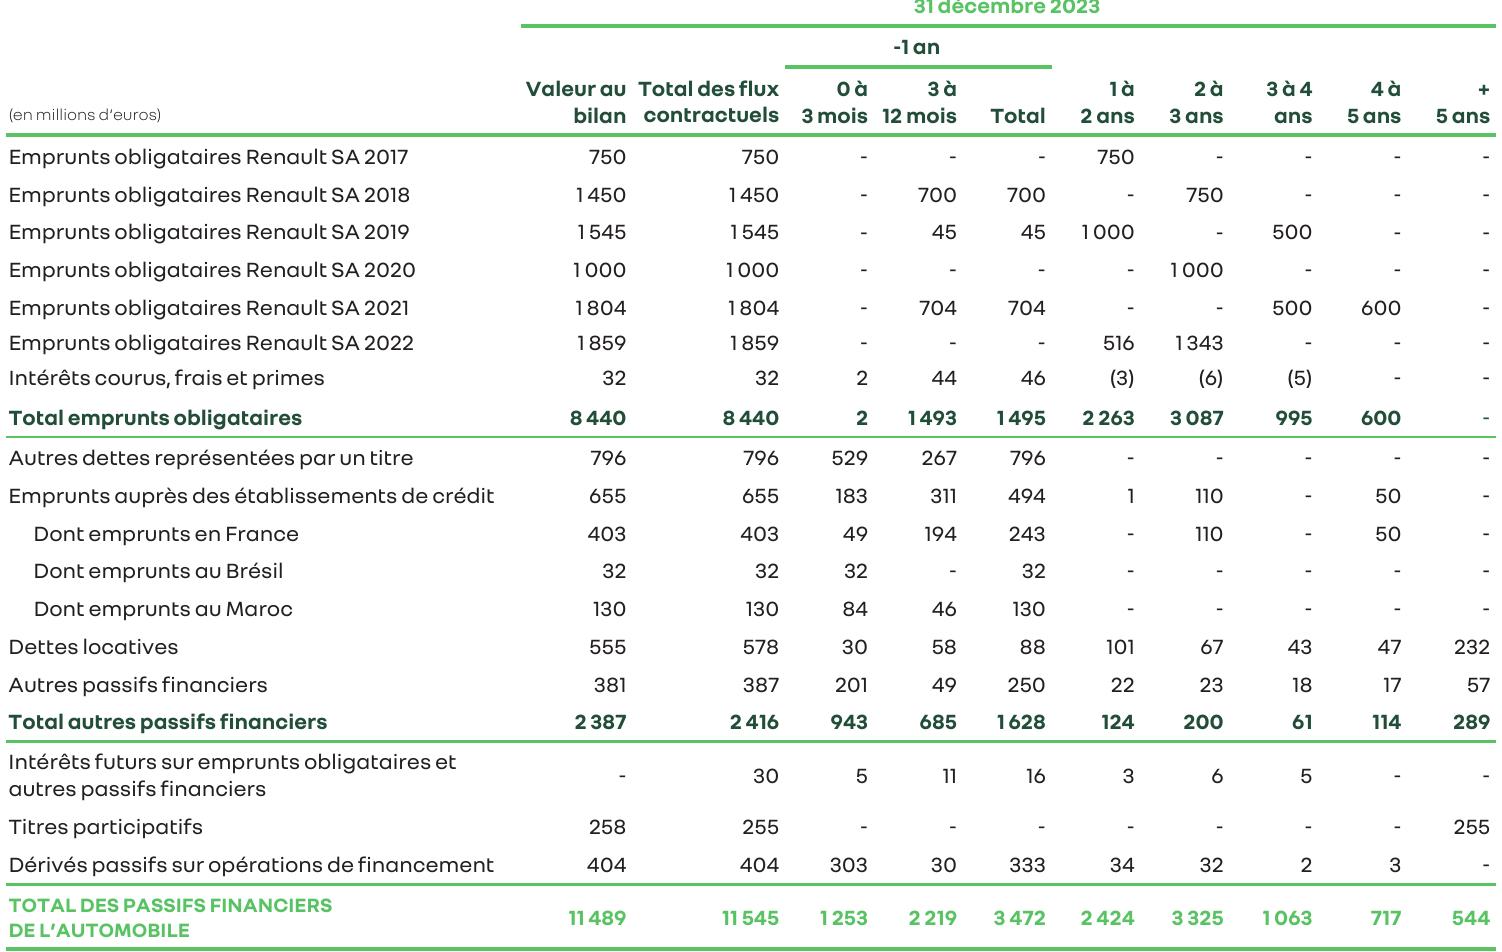 31 décembre 2023
-1 an
Valeur au Total des flux 0 à 3 à 1 à 2 à 3 à 4 4 à +
(en millions d’euros) bilan contractuels 3 mois 12 mois Total 2 ans 3 ans ans 5 ans 5 ans
Emprunts obligataires Renault SA 2017 750 750 - - - 750 - - - -
Emprunts obligataires Renault SA 2018 1 450 1 450 - 700 700 - 750 - - -
Emprunts obligataires Renault SA 2019 1 545 1 545 - 45 45 1 000 - 500 - -
Emprunts obligataires Renault SA 2020 1 000 1 000 - - - - 1 000 - - -
Emprunts obligataires Renault SA 2021 1 804 1 804 - 704 704 - - 500 600 -
Emprunts obligataires Renault SA 2022 1 859 1 859 - - - 516 1 343 - - -
Intérêts courus, frais et primes 32 32 2 44 46 (3) (6) (5) - -
Total emprunts obligataires 8 440 8 440 2 1 493 1 495 2 263 3 087 995 600 -
Autres dettes représentées par un titre 796 796 529 267 796 - - - - -
Emprunts auprès des établissements de crédit 655 655 183 311 494 1 110 - 50 -
Dont emprunts en France 403 403 49 194 243 - 110 - 50 -
Dont emprunts au Brésil 32 32 32 - 32 - - - - -
Dont emprunts au Maroc 130 130 84 46 130 - - - - -
Dettes locatives 555 578 30 58 88 101 67 43 47 232
Autres passifs financiers 381 387 201 49 250 22 23 18 17 57
Total autres passifs financiers 2 387 2 416 943 685 1 628 124 200 61 114 289
Intérêts futurs sur emprunts obligataires et
autres passifs financiers - 30 5 11 16 3 6 5 - -
Titres participatifs 258 255 - - - - - - - 255
Dérivés passifs sur opérations de financement 404 404 303 30 333 34 32 2 3 -
TOTAL DES PASSIFS FINANCIERS
DE L’AUTOMOBILE 11 489 11 545 1 253 2 219 3 472 2 424 3 325 1 063 717 544